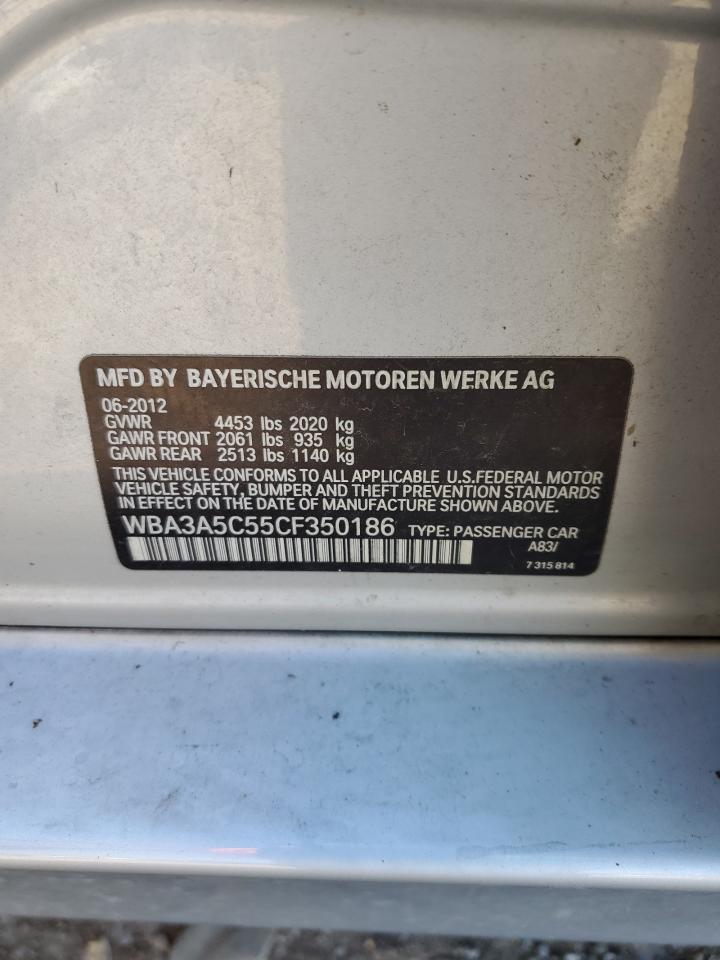 MFD BY BAYERISCHE MOTOREN WERKE AG
06-2012
GVWR 4453 lbs 2020 kg
GAWR FRONT 2061 lbs 935 kg
GAWR REAR 2513 lbs 1140 kg
THIS VEHICLE CONFORMS TO ALL APPLICABLE U.S.FEDERAL MOTOR
VEHICLE SAFETY, BUMPER AND THEFT PREVENTION STANDARDS
IN EFFECT ON THE DATE OF MANUFACTURE SHOWN ABOVE.
WBA3A5C55CF350186 TYPE: PASSENGER CAR
A83/
7 315 814